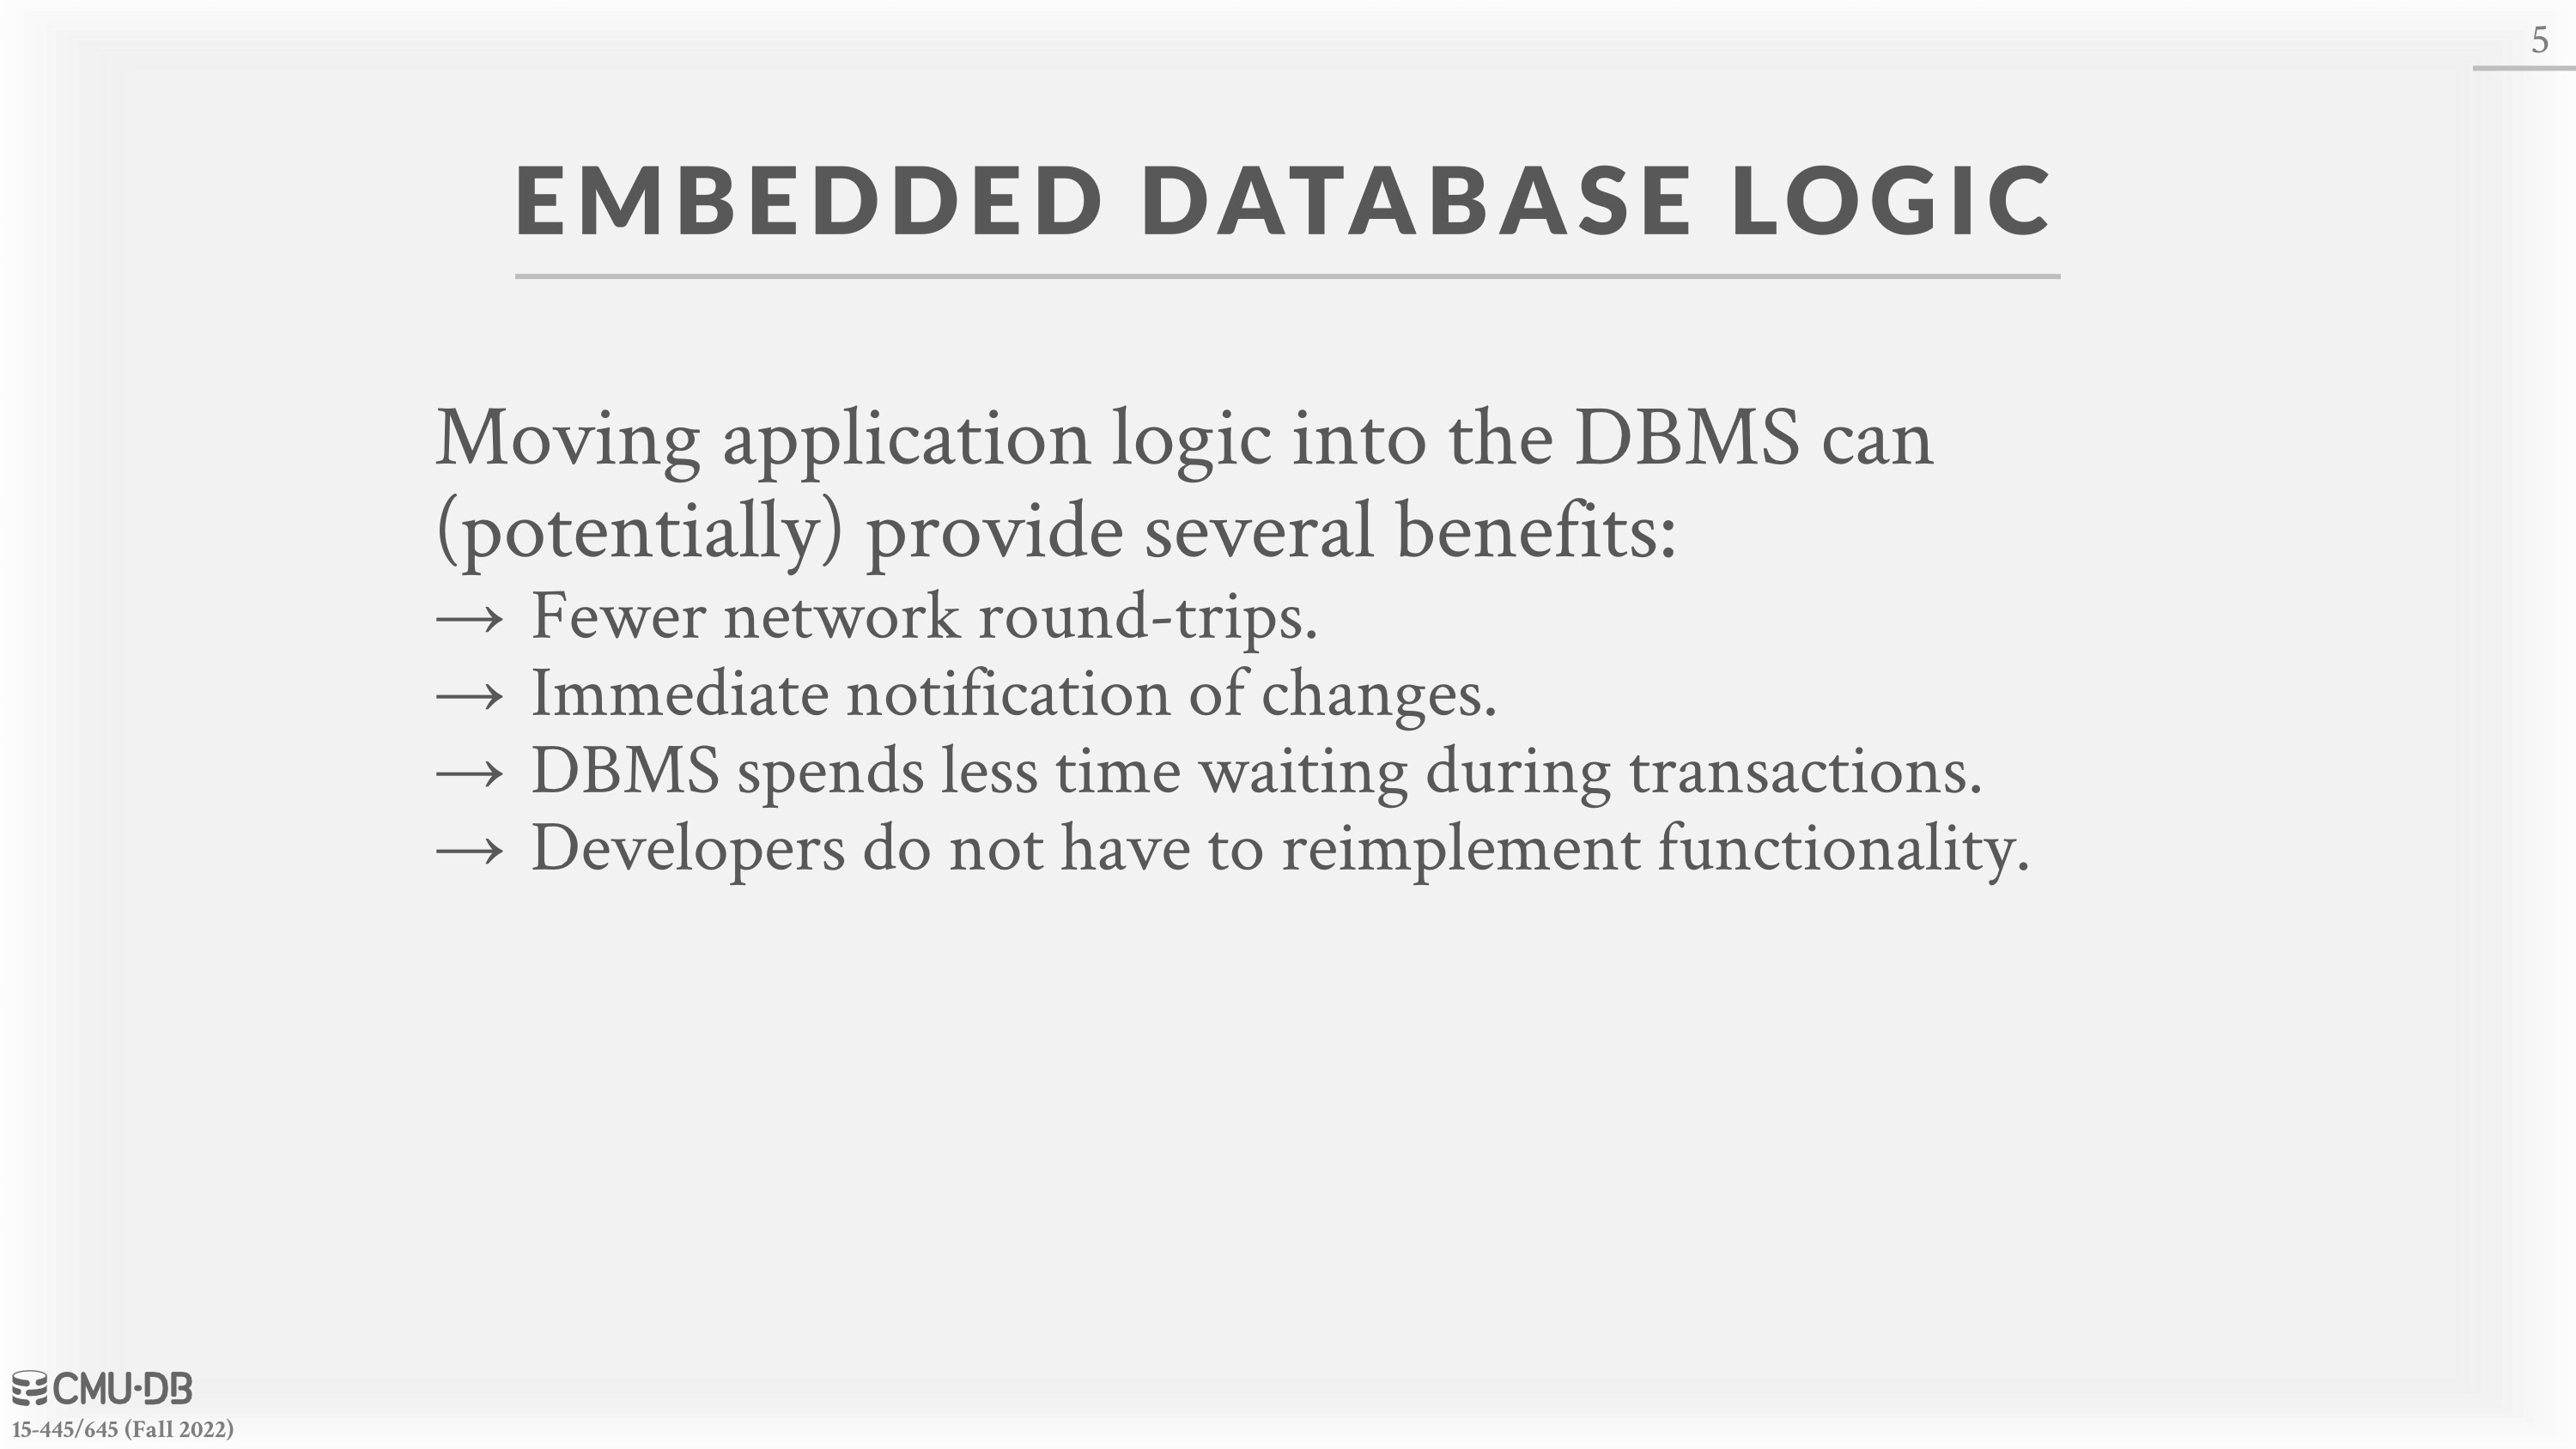 5
EMBEDDED DATABASE LOGIC
Moving application logic into the DBMS can
(potentially) provide several benefits:
→ Fewer network round-trips.
→ Immediate notification of changes.
→ DBMS spends less time waiting during transactions.
→ Developers do not have to reimplement functionality.
CMU·DB
15-445/645 (Fall 2022)